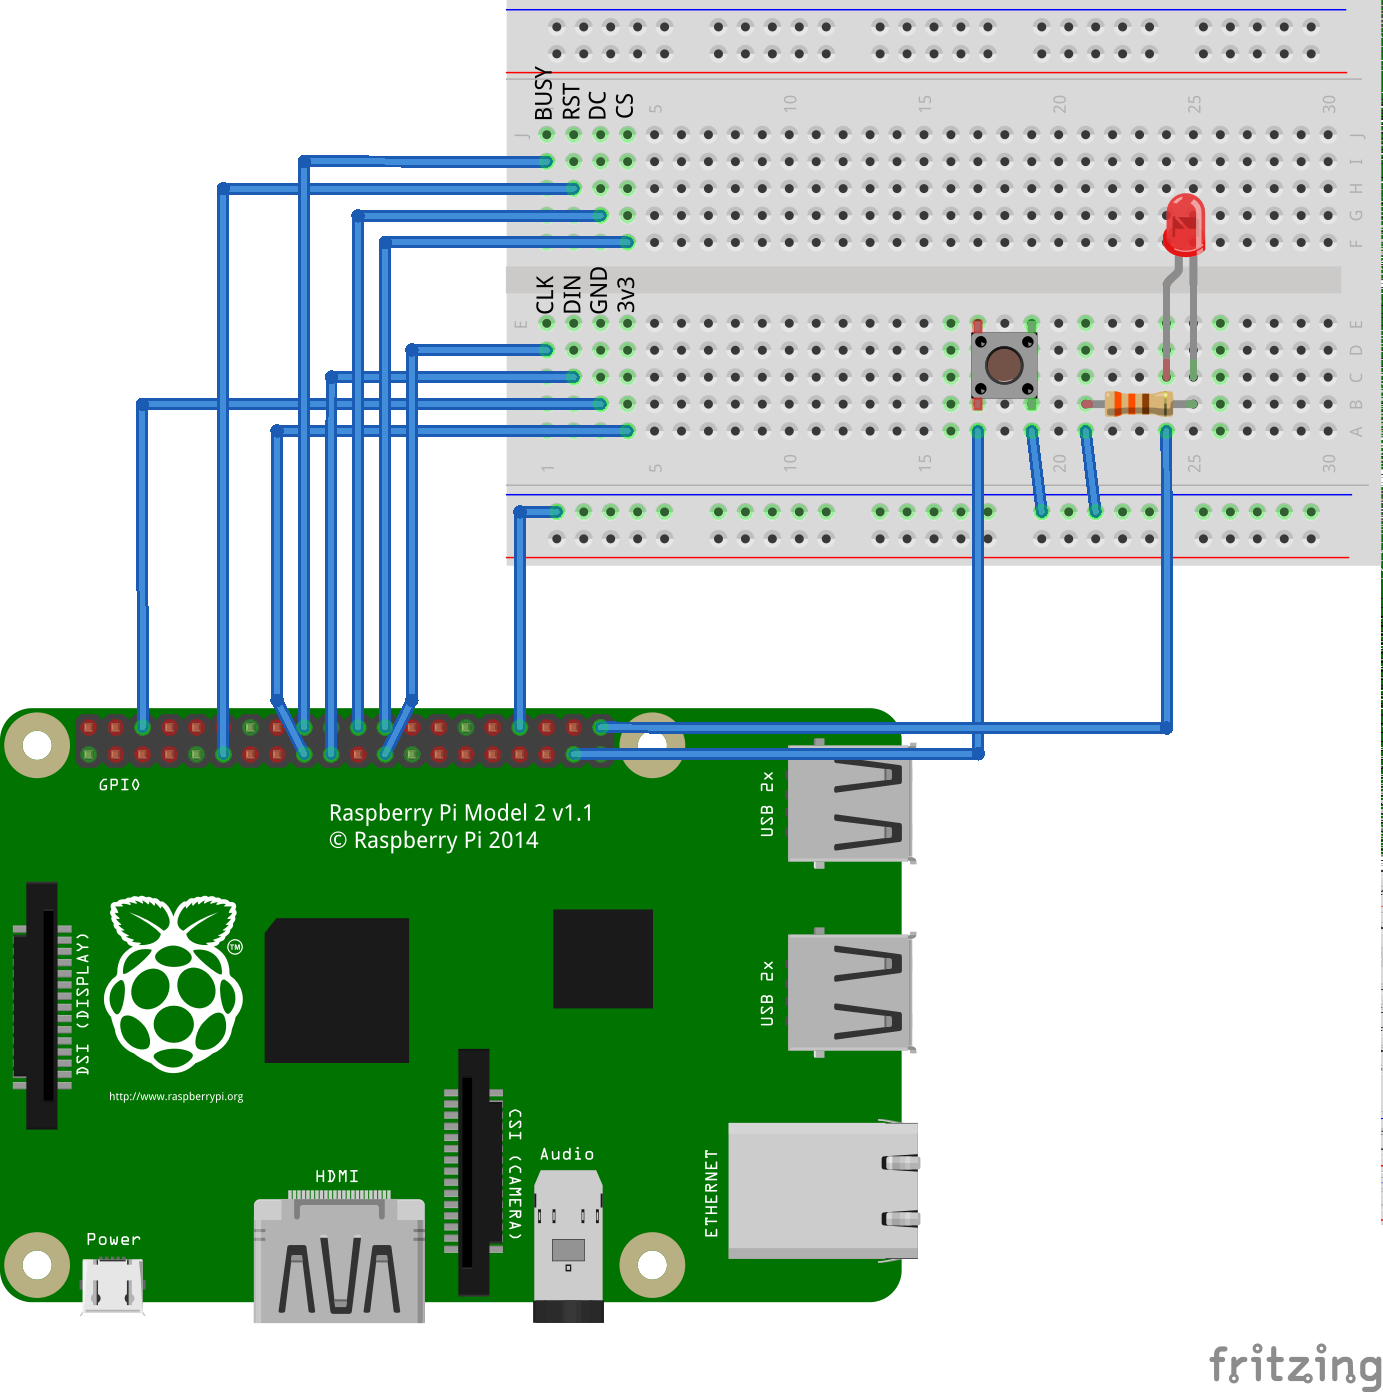 BUSY RST DC CS
5 10 15 20 25 30
J J
I
H
G
F
CLK DIN GND 3v3
E E
D
C
B
A
1 5 10 15 20 25 30
GPIO
Raspberry Pi Model 2 v1.1
© Raspberry Pi 2014
USB 2x
DSI (DISPLAY)
TM
USB 2x
http://www.raspberrypi.org
CSI (CAMERA)
Audio
ETHERNET
HDMI
Power
fritzing